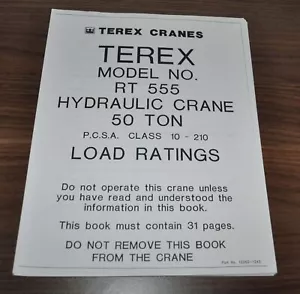 TEREX CRANES
TEREX
MODEL NO.
RT 555
HYDRAULIC CRANE
50 TON
P.C.S.A. CLASS 10 - 210
LOAD RATINGS
Do not operate this crane unless
you have read and understood the
information in this book.
This book must contain 31 pages.
DO NOT REMOVE THIS BOOK
FROM THE CRANE
Part No.